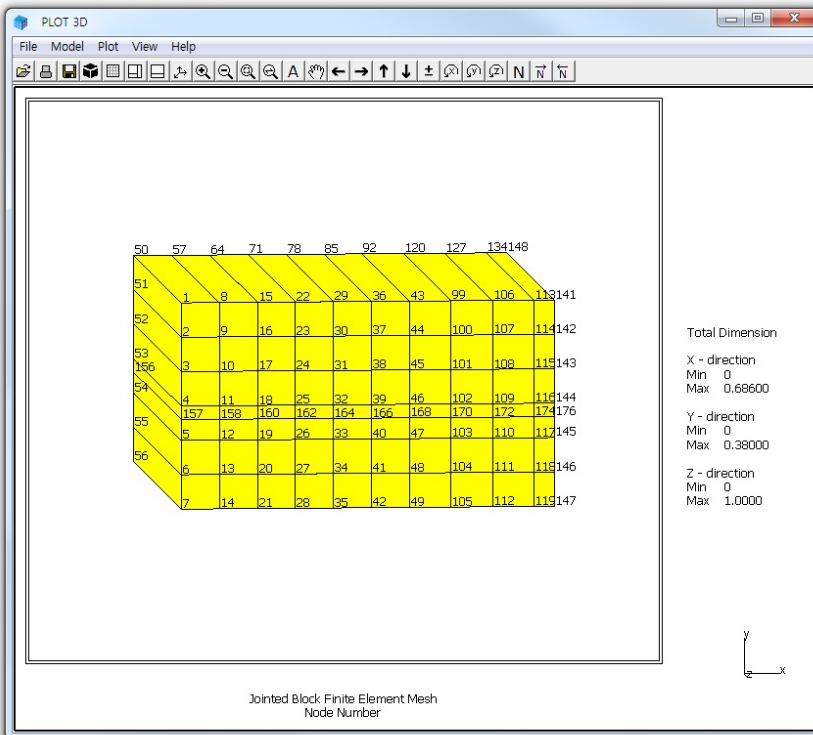 PLOT 3D
File Model Plot View Help
A N N N
50 57 64 71 78 85 92 120 127 134148
51
1 8 15 22 29 36 43 99 106 113141
52
2 9 16 23 30 37 44 100 107 114142
53
156
3 10 17 24 31 38 45 101 108 115143
54
4 11 18 25 32 39 46 102 109 116144
157 158 160 162 164 166 168 170 172 174176
55
5 12 19 26 33 40 47 103 110 117145
56
6 13 20 27 34 41 48 104 111 118146
7 14 21 28 35 42 49 105 112 119147
Total Dimension
X - direction
Min 0
Max 0.68600
Y - direction
Min 0
Max 0.38000
Z - direction
Min 0
Max 1.0000
y
z x
Jointed Block Finite Element Mesh
Node Number